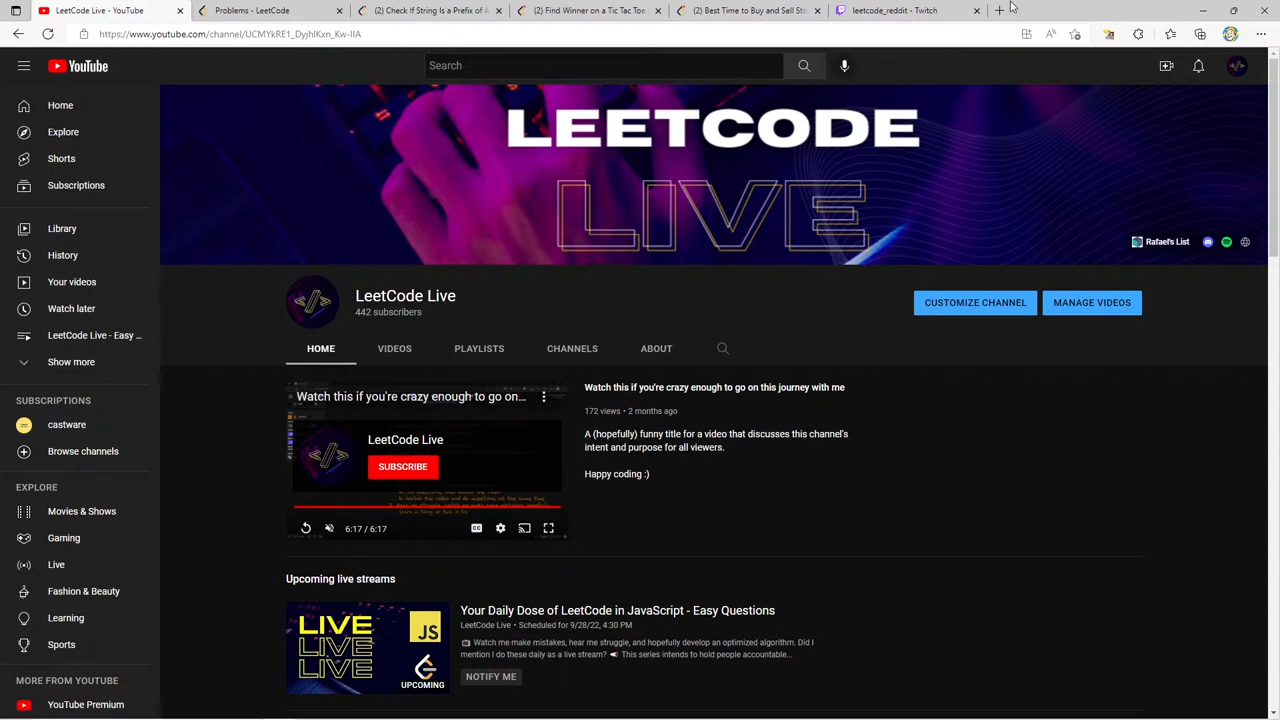 LeetCode Live - YouTube
Problems - LeetCode
(2) Check If String Is a Prefix of A
(2) Find Winner on a Tic Tac Toe
(2) Best Time to Buy and Sell Sto
leetcode_reddit - Twitch
https://www.youtube.com/channel/UCMYkRE1_DyjhlKxn_Kw-IIA
YouTube
Search
Home
Explore
Shorts
Subscriptions
Library
History
Your videos
Watch later
LeetCode Live - Easy ...
Show more
SUBSCRIPTIONS
castware
Browse channels
EXPLORE
Movies & Shows
Gaming
Live
Fashion & Beauty
Learning
Sports
MORE FROM YOUTUBE
YouTube Premium
LEETCODE
LIVE
Rafael's List
LeetCode Live
442 subscribers
CUSTOMIZE CHANNEL
MANAGE VIDEOS
HOME
VIDEOS
PLAYLISTS
CHANNELS
ABOUT
Watch this if you're crazy enough to go on...
LeetCode Live
SUBSCRIBE
6:17 / 6:17
Watch this if you're crazy enough to go on this journey with me
172 views • 2 months ago
A (hopefully) funny title for a video that discusses this channel's
intent and purpose for all viewers.
Happy coding :)
Upcoming live streams
LIVE
LIVE
LIVE
JS
UPCOMING
Your Daily Dose of LeetCode in JavaScript - Easy Questions
LeetCode Live • Scheduled for 9/28/22, 4:30 PM
Watch me make mistakes, hear me struggle, and hopefully develop an optimized algorithm. Did I
mention I do these daily as a live stream? This series intends to hold people accountable...
NOTIFY ME